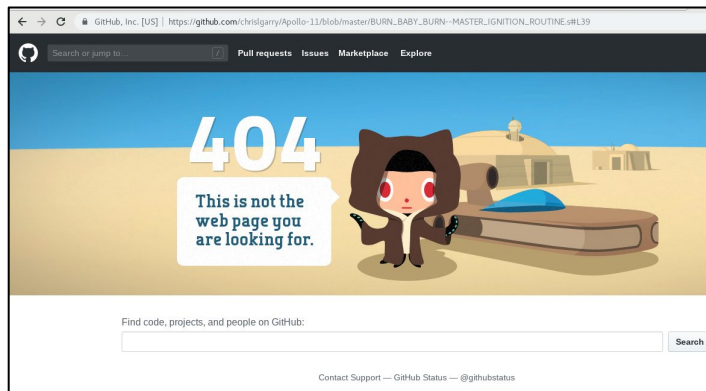 GitHub, Inc. [US] | https://github.com/chrislgarry/Apollo-11/blob/master/BURN_BABY_BURN--MASTER_IGNITION_ROUTINE.s#L39
Search or jump to... / Pull requests Issues Marketplace Explore
404
This is not the
web page you
are looking for.
Find code, projects, and people on GitHub:
Search
Contact Support — GitHub Status — @githubstatus